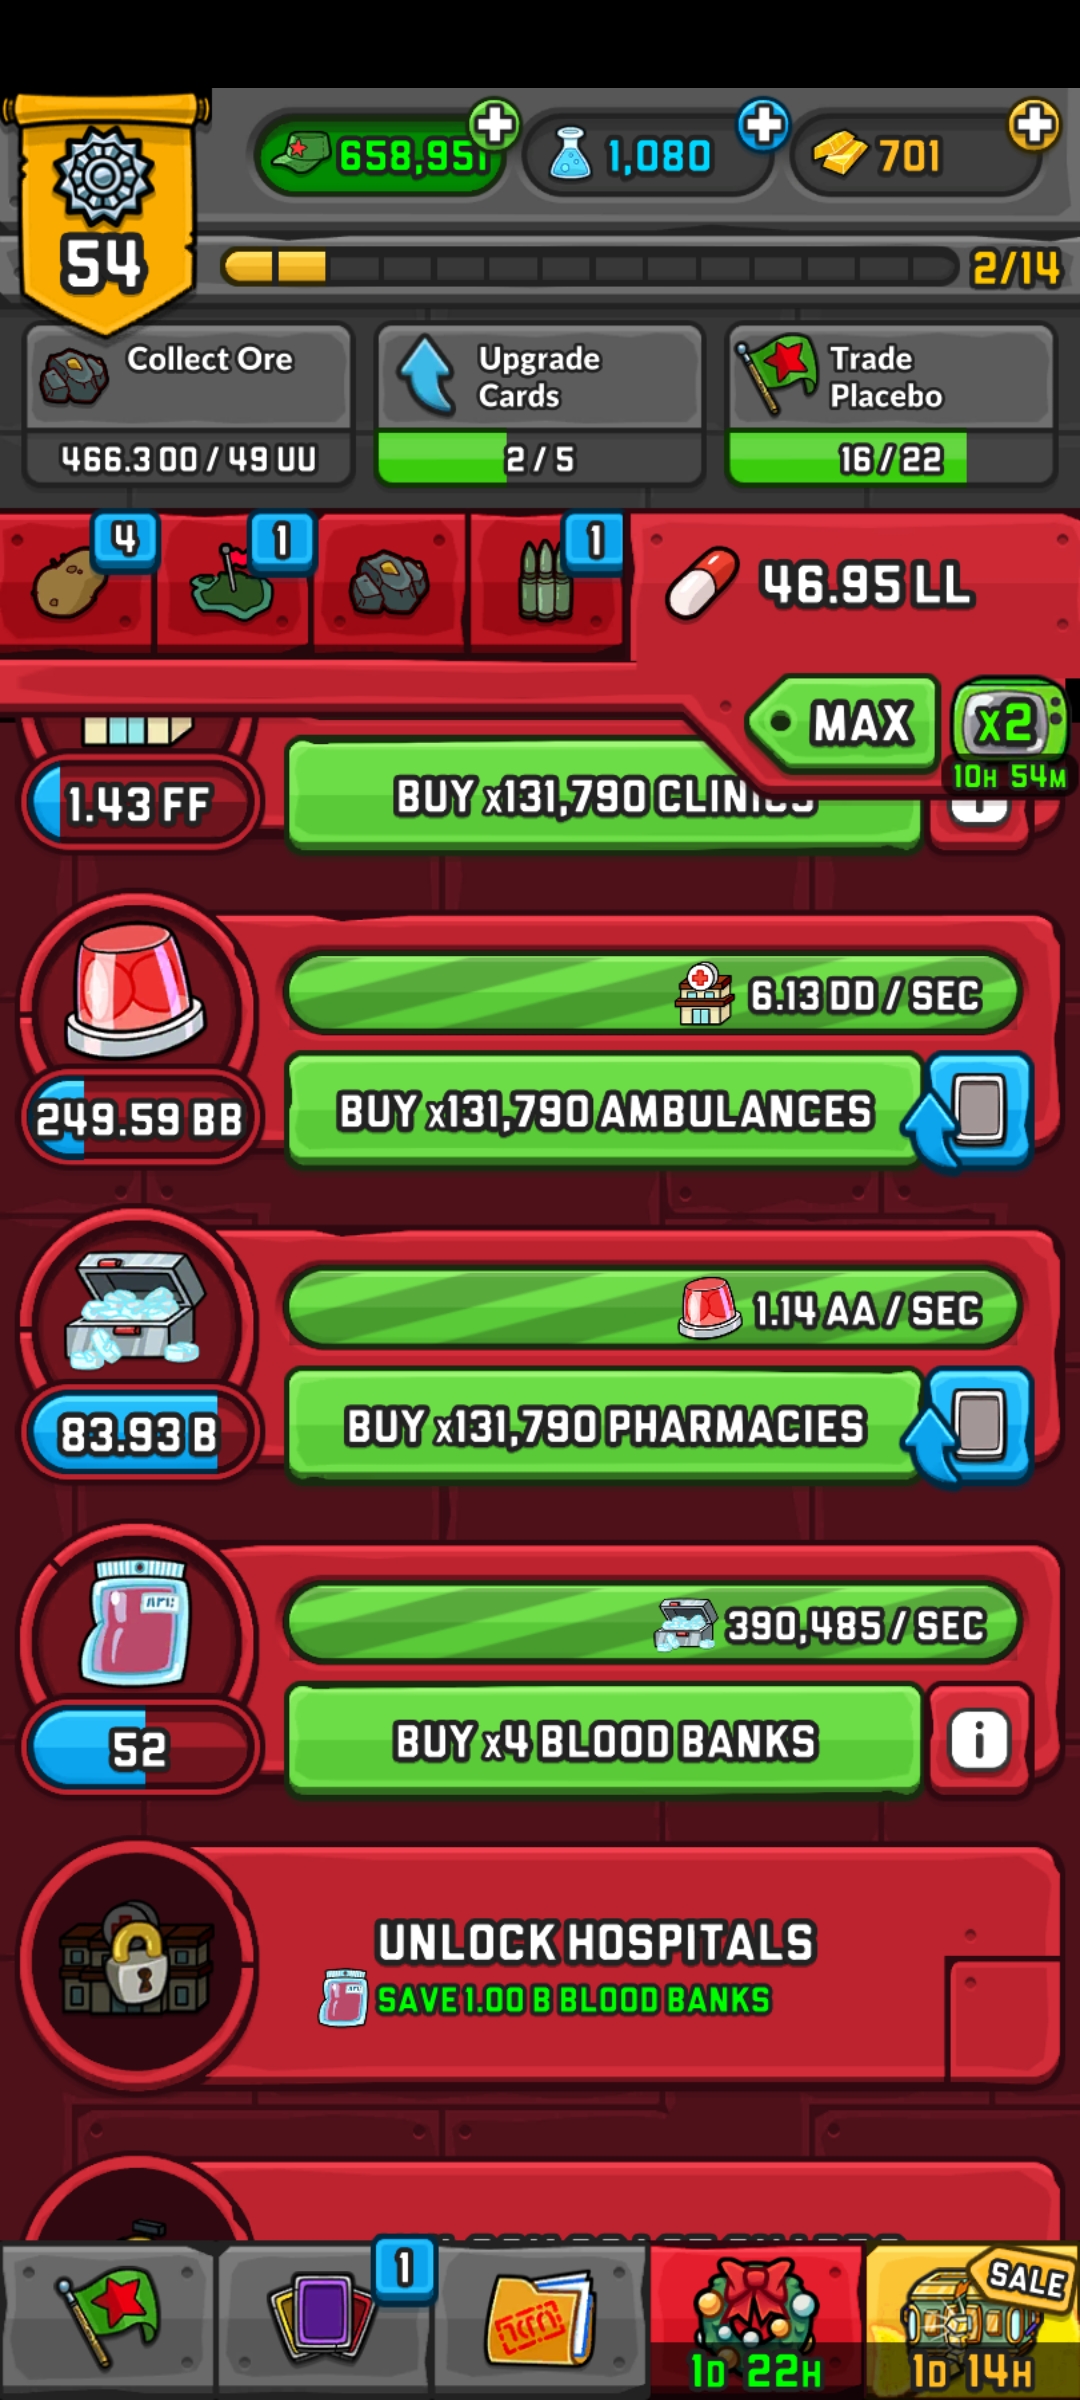 658,951
1,080
701
54
2/14
Collect Ore
466.3 OO / 49 UU
Upgrade
Cards
2 / 5
Trade
Placebo
16 / 22
4
1
1
46.95 LL
MAX
x2
10H 54M
1.43 FF
BUY x131,790 CLINICS
6.13 DD / SEC
249.59 BB
BUY x131,790 AMBULANCES
1.14 AA / SEC
83.93 B
BUY x131,790 PHARMACIES
390,485 / SEC
52
BUY x4 BLOOD BANKS
i
UNLOCK HOSPITALS
SAVE 1.00 B BLOOD BANKS
1
SALE
1D 22H
1D 14H